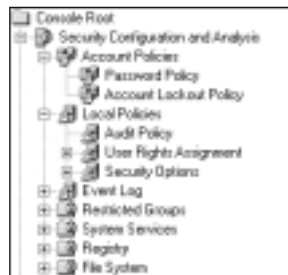 Console Root
Security Configuration and Analysis
Account Policies
Password Policy
Account Lockout Policy
Local Policies
Audit Policy
User Rights Assignment
Security Options
Event Log
Restricted Groups
System Services
Registry
File System